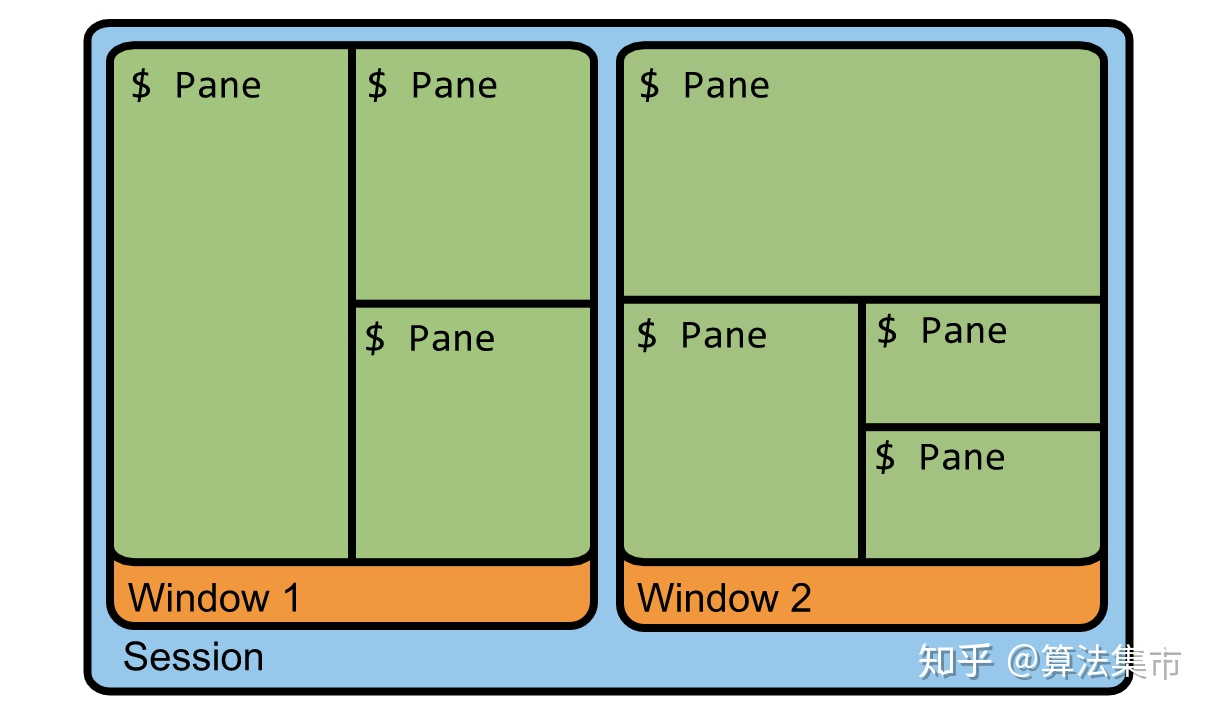 $ Pane
$ Pane
$ Pane
Window 1
$ Pane
$ Pane
$ Pane
$ Pane
Window 2
Session
知乎 @算法集市